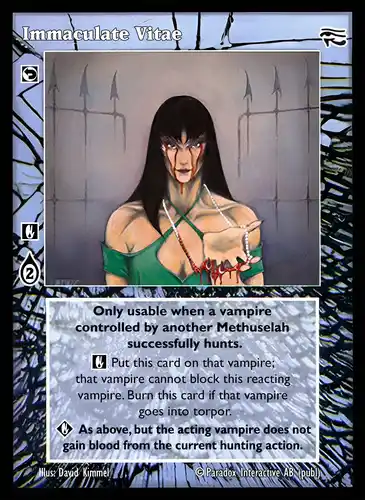 Immaculate Vitae
2
Only usable when a vampire
controlled by another Methuselah
successfully hunts.
Put this card on that vampire;
that vampire cannot block this reacting
vampire. Burn this card if that vampire
goes into torpor.
As above, but the acting vampire does not
gain blood from the current hunting action.
Illus: David Kimmel © Paradox Interactive AB, (publ)